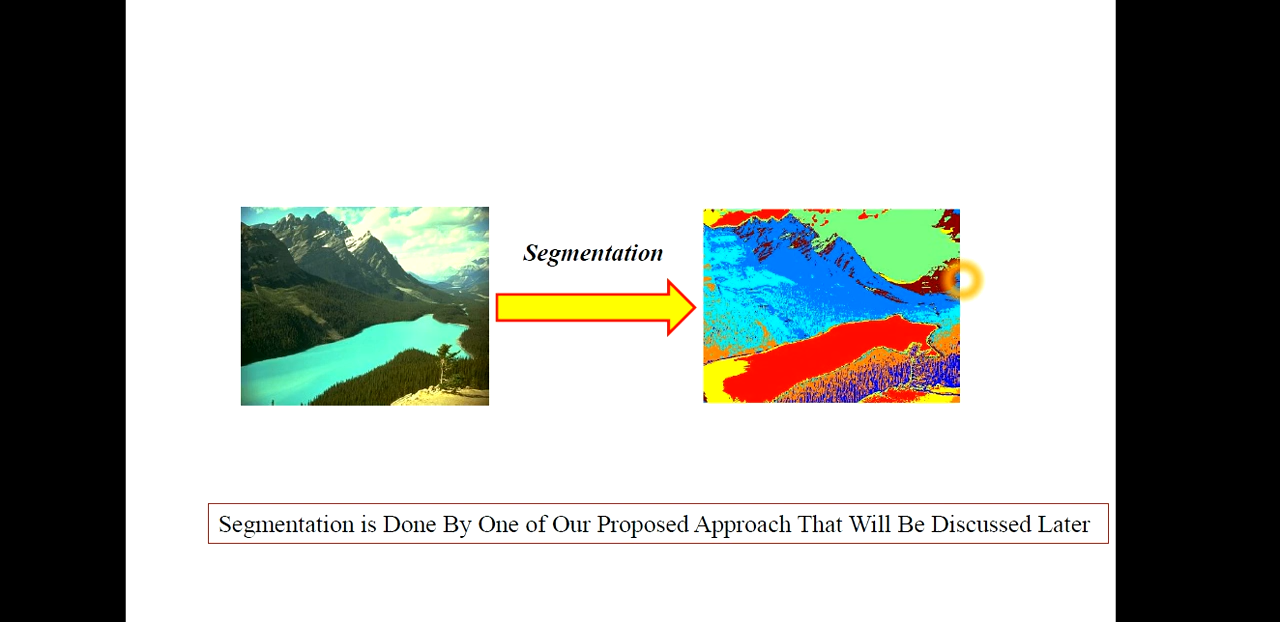 Segmentation
Segmentation is Done By One of Our Proposed Approach That Will Be Discussed Later